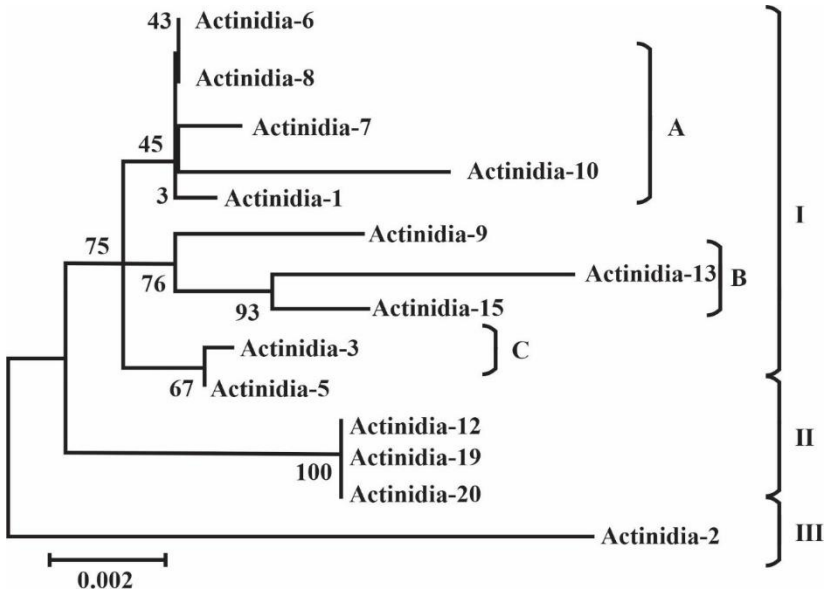 43 Actinidia-6
Actinidia-8
A
45 Actinidia-7
Actinidia-10
3 Actinidia-1
I
Actinidia-9
75
76 Actinidia-13 B
93 Actinidia-15
Actinidia-3 C
67 Actinidia-5
Actinidia-12
II
Actinidia-19
100
Actinidia-20
Actinidia-2 III
0.002